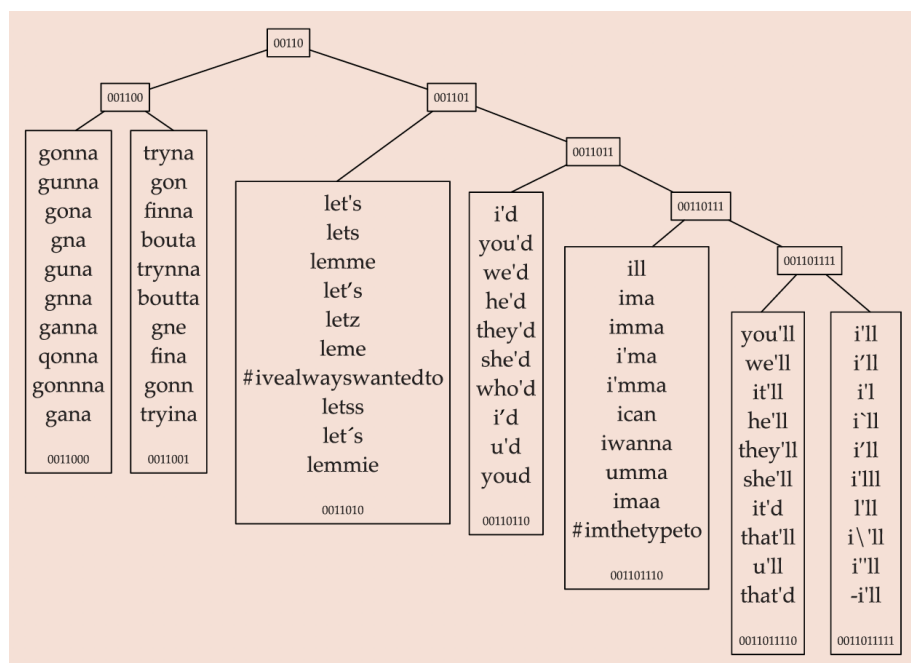 00110
001100
001101
gonna
gunna
gona
gna
guna
gnna
ganna
qonna
gonnna
gana
0011000
tryna
gon
finna
bouta
trynna
boutta
gne
fina
gonn
tryina
0011001
let's
lets
lemme
let’s
letz
leme
#ivealwayswantedto
letss
let´s
lemmie
0011010
0011011
i'd
you'd
we'd
he'd
they'd
she'd
who'd
i’d
u'd
youd
00110110
00110111
ill
ima
imma
i'ma
i'mma
ican
iwanna
umma
imaa
#imthetypeto
001101110
001101111
you'll
we'll
it'll
he'll
they'll
she'll
it'd
that'll
u'll
that'd
0011011110
i'll
i’ll
i'l
i`ll
i’ll
i'lll
l'll
i\'ll
i''ll
-i'll
0011011111